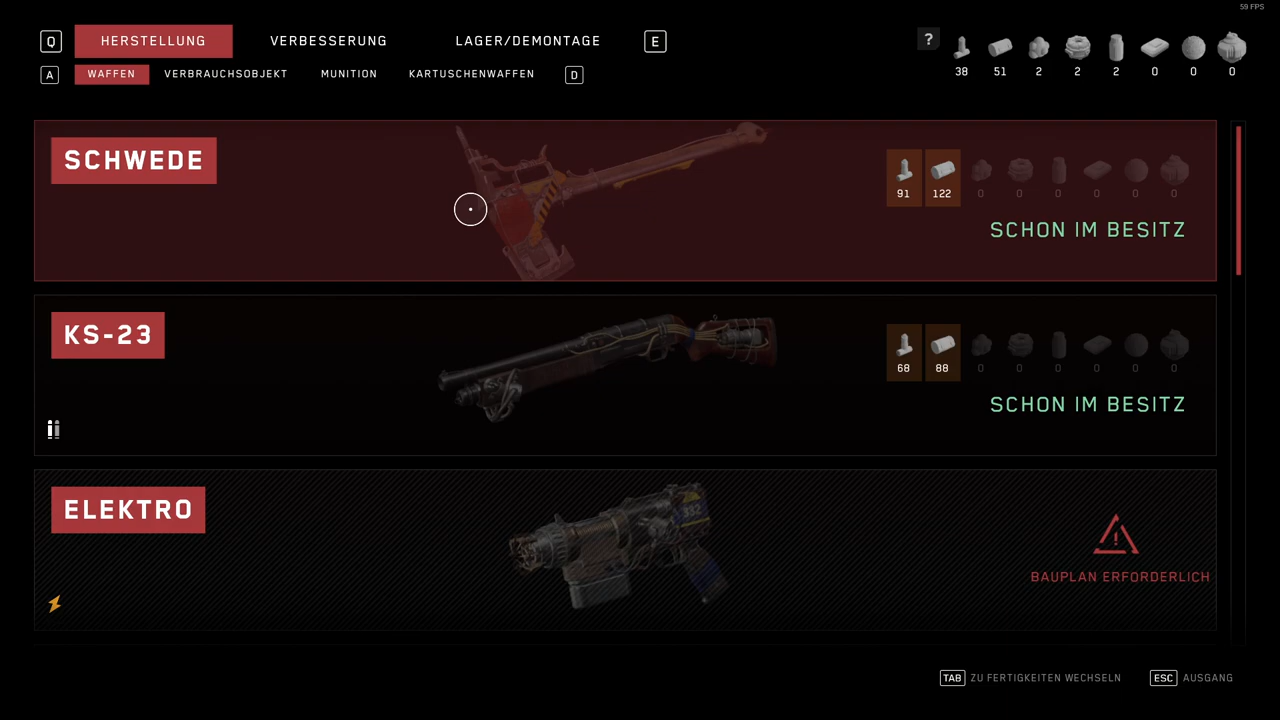 59 FPS
Q HERSTELLUNG VERBESSERUNG LAGER/DEMONTAGE E ?
A WAFFEN VERBRAUCHSOBJEKT MUNITION KARTUSCHENWAFFEN D
38 51 2 2 2 0 0 0
SCHWEDE
91 122 0 0 0 0 0 0
SCHON IM BESITZ
KS-23
68 88 0 0 0 0 0 0
SCHON IM BESITZ
ELEKTRO
332
BAUPLAN ERFORDERLICH
TAB ZU FERTIGKEITEN WECHSELN ESC AUSGANG